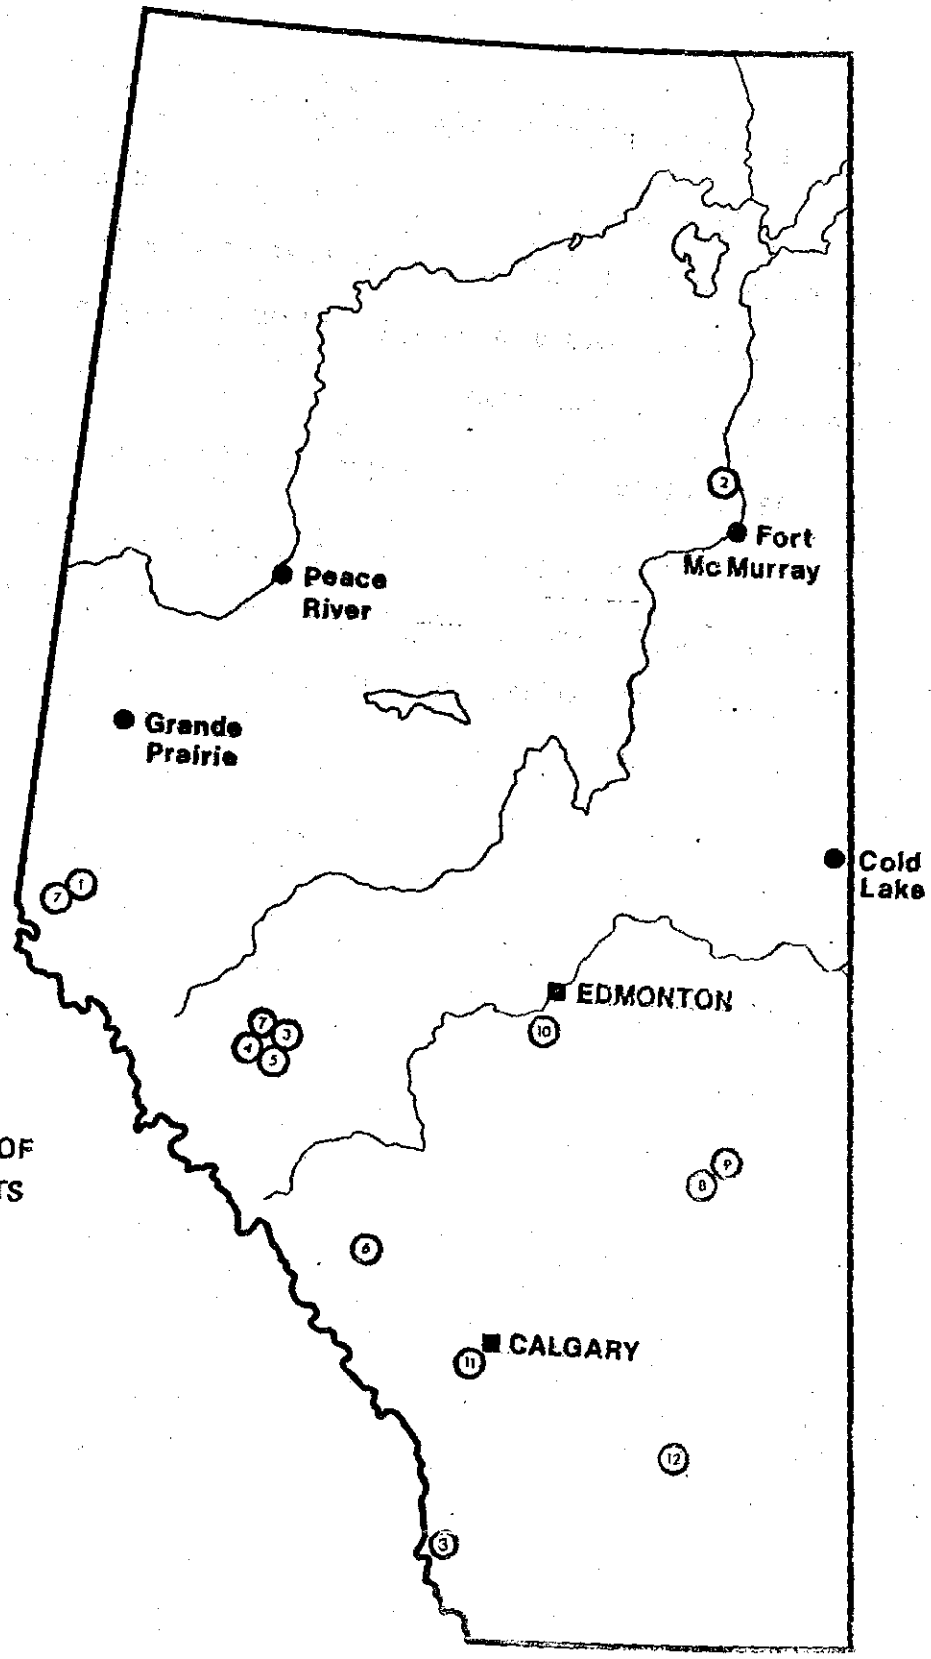 2
Fort
Mc Murray
Peace
River
Grande
Prairie
Cold
Lake
7 1
EDMONTON
10
7
3
4
5
OF
TS
9
8
6
CALGARY
11
12
3